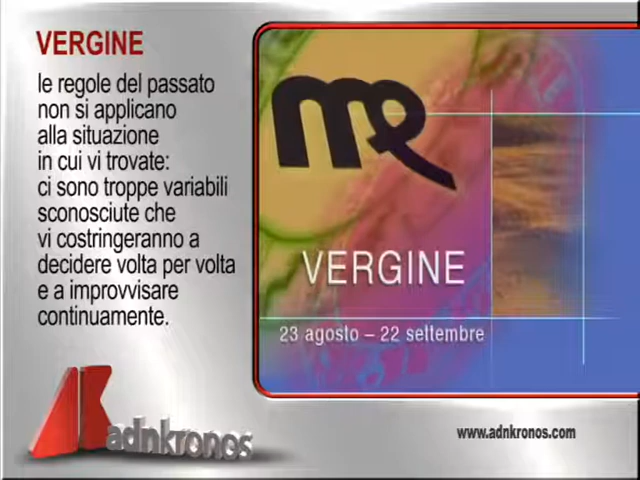 VERGINE
le regole del passato
non si applicano
alla situazione
in cui vi trovate:
ci sono troppe variabili
sconosciute che
vi costringeranno a
decidere volta per volta
e a improvvisare
continuamente.
VERGINE
23 agosto – 22 settembre
adnkronos
www.adnkronos.com